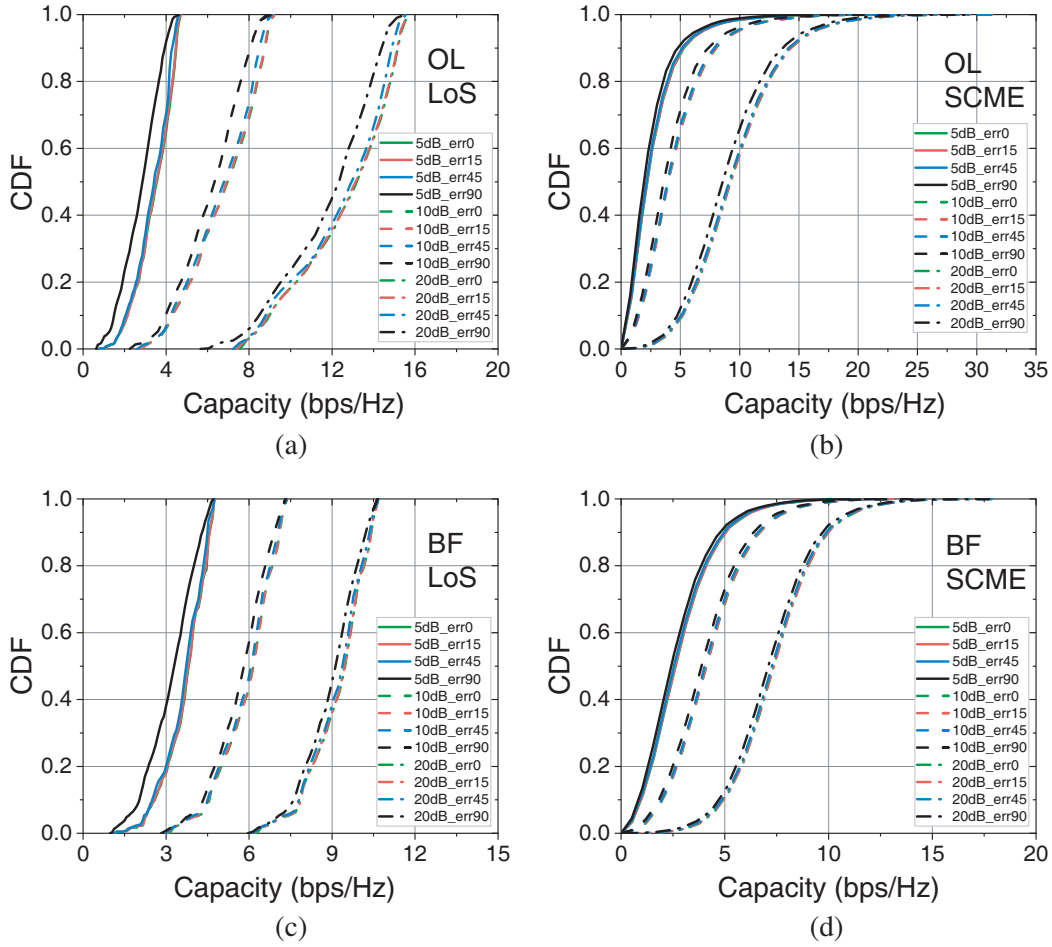 1.0
0.8
0.6
0.4
0.2
0.0
CDF
OL
LoS
5dB_err0
5dB_err15
5dB_err45
5dB_err90
10dB_err0
10dB_err15
10dB_err45
10dB_err90
20dB_err0
20dB_err15
20dB_err45
20dB_err90
0 4 8 12 16 20
Capacity (bps/Hz)
(a)
1.0
0.8
0.6
0.4
0.2
0.0
CDF
OL
SCME
5dB_err0
5dB_err15
5dB_err45
5dB_err90
10dB_err0
10dB_err15
10dB_err45
10dB_err90
20dB_err0
20dB_err15
20dB_err45
20dB_err90
0 5 10 15 20 25 30 35
Capacity (bps/Hz)
(b)
1.0
0.8
0.6
0.4
0.2
0.0
CDF
BF
LoS
5dB_err0
5dB_err15
5dB_err45
5dB_err90
10dB_err0
10dB_err15
10dB_err45
10dB_err90
20dB_err0
20dB_err15
20dB_err45
20dB_err90
0 3 6 9 12 15
Capacity (bps/Hz)
(c)
1.0
0.8
0.6
0.4
0.2
0.0
CDF
BF
SCME
5dB_err0
5dB_err15
5dB_err45
5dB_err90
10dB_err0
10dB_err15
10dB_err45
10dB_err90
20dB_err0
20dB_err15
20dB_err45
20dB_err90
0 5 10 15 20
Capacity (bps/Hz)
(d)